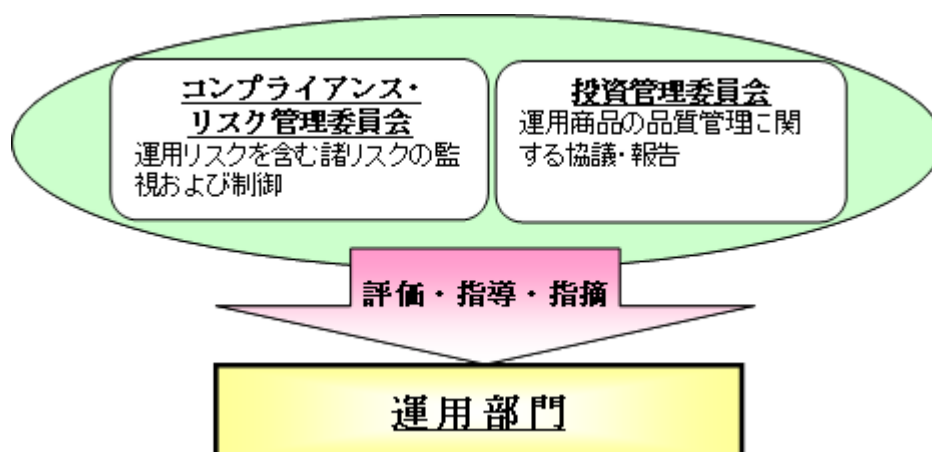 コンプライアンス・
リスク管理委員会
運用リスクを含む諸リスクの監
視および制御
投資管理委員会
運用商品の品質管理に関
する協議・報告
評価・指導・指摘
運用部門